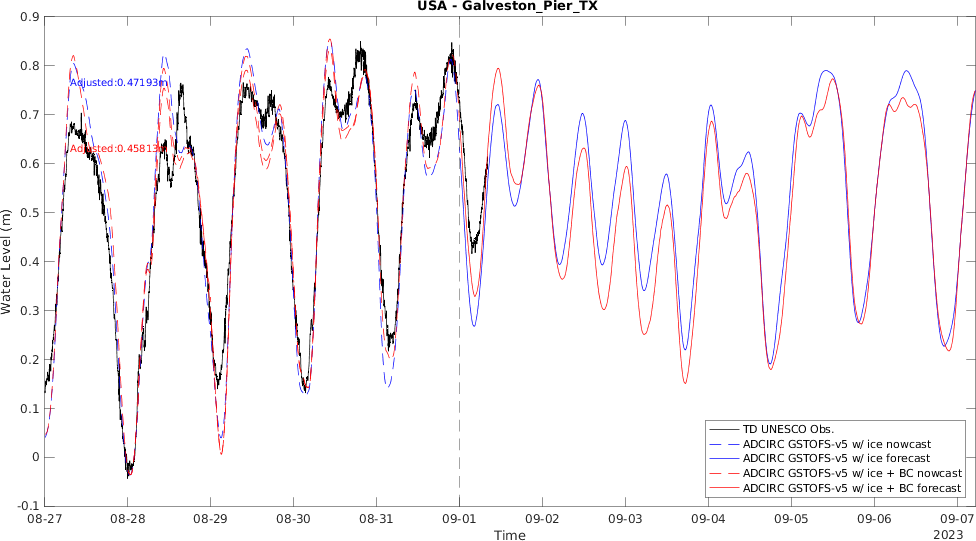 USA - Galveston_Pier_TX
0.9
0.8
0.7
0.6
0.5
0.4
0.3
0.2
0.1
0
-0.1
Water Level (m)
Adjusted:0.47193m
Adjusted:0.45813m
TD UNESCO Obs.
ADCIRC GSTOFS-v5 w/ ice nowcast
ADCIRC GSTOFS-v5 w/ ice forecast
ADCIRC GSTOFS-v5 w/ ice + BC nowcast
ADCIRC GSTOFS-v5 w/ ice + BC forecast
08-27 08-28 08-29 08-30 08-31 09-01 09-02 09-03 09-04 09-05 09-06 09-07
Time
2023